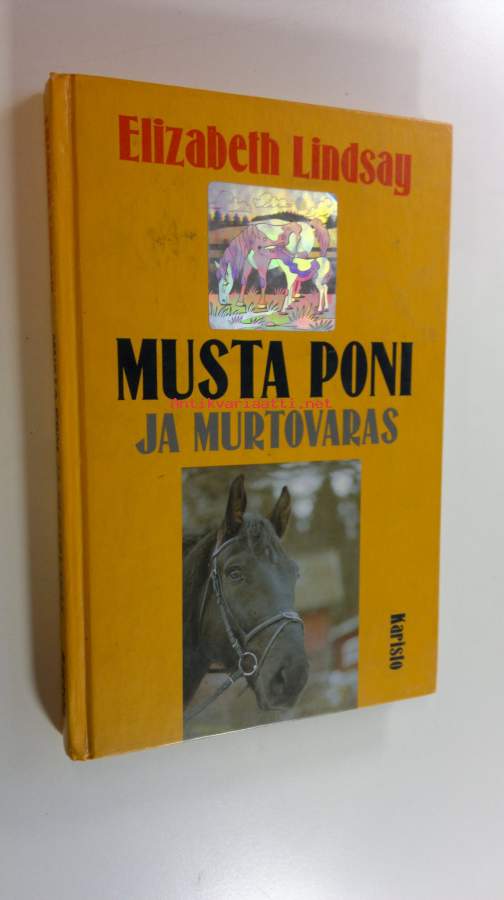 Elizabeth Lindsay
MUSTA PONI
antikvariaatti.net
JA MURTOVARAS
Karisto